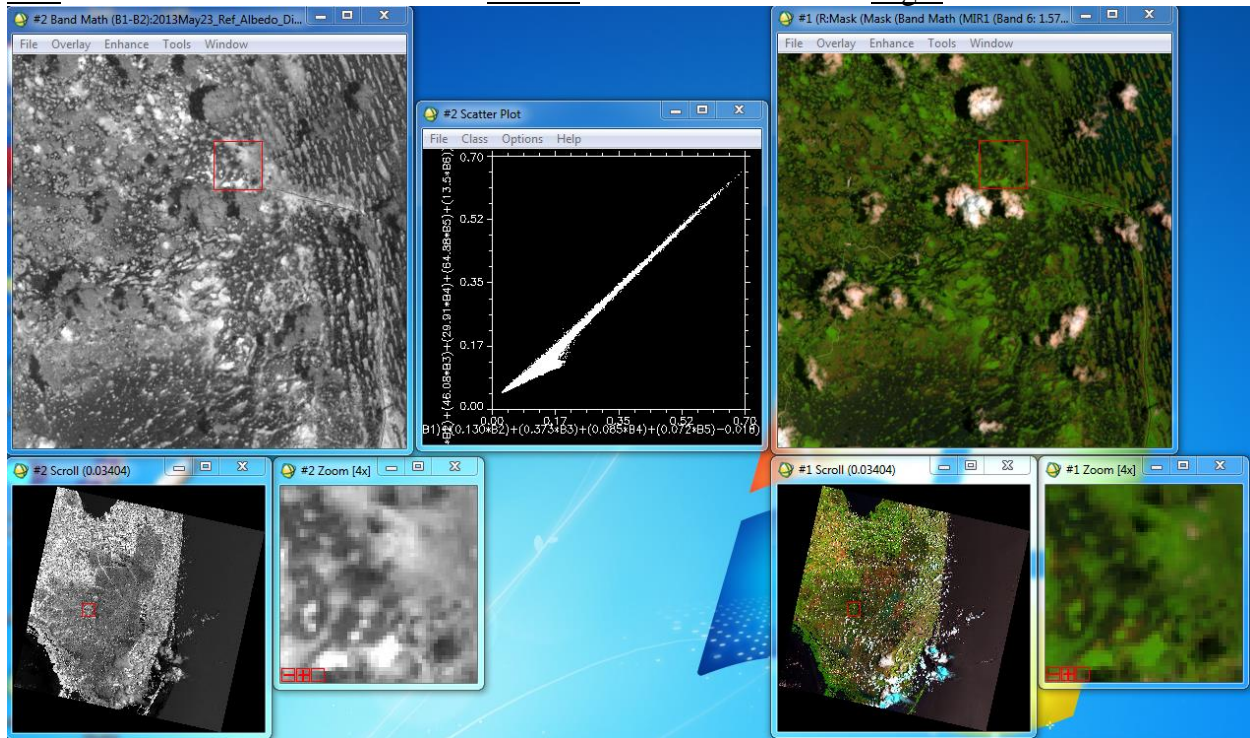 #2 Band Math (B1-B2):2013May23_Ref_Albedo_Di...
File Overlay Enhance Tools Window
#2 Scatter Plot
File Class Options Help
0.70
0.52
0.35
0.17
0.00
0.00 0.17 0.35 0.52 0.70
*B2)+(46.08*B3)+(29.91*B4)+(64.88*B5)+(13.5*B6))
B1)+(0.130*B2)+(0.373*B3)+(0.085*B4)+(0.072*B5)-0.018)
#1 (R:Mask (Mask (Band Math (MIR1 (Band 6: 1.57...
File Overlay Enhance Tools Window
#2 Scroll (0.03404)
#2 Zoom [4x]
#1 Scroll (0.03404)
#1 Zoom [4x]